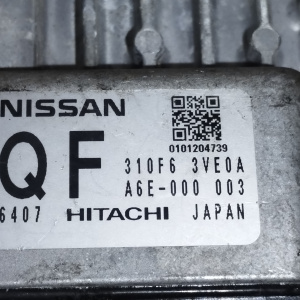 NISSAN
0101204739
QF 310F6 3VE0A
A6E-000 003
6407 HITACHI JAPAN